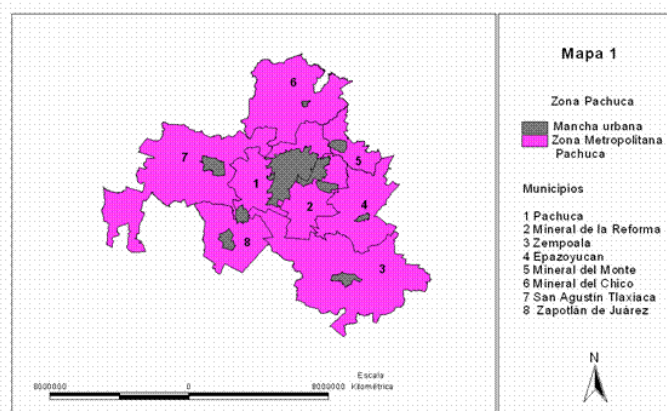 Mapa 1
Zona Pachuca
Mancha urbana
Zona Metropolitana
Pachuca
Municipios
1 Pachuca
2 Mineral de la Reforma
3 Zempoala
4 Epazoyucan
5 Mineral del Monte
6 Mineral del Chico
7 San Agustín Tlaxiaca
8 Zapotlán de Juárez
N
6
7
5
1
4
2
8
3
Escala
8000000 0 8000000 Kilométrica